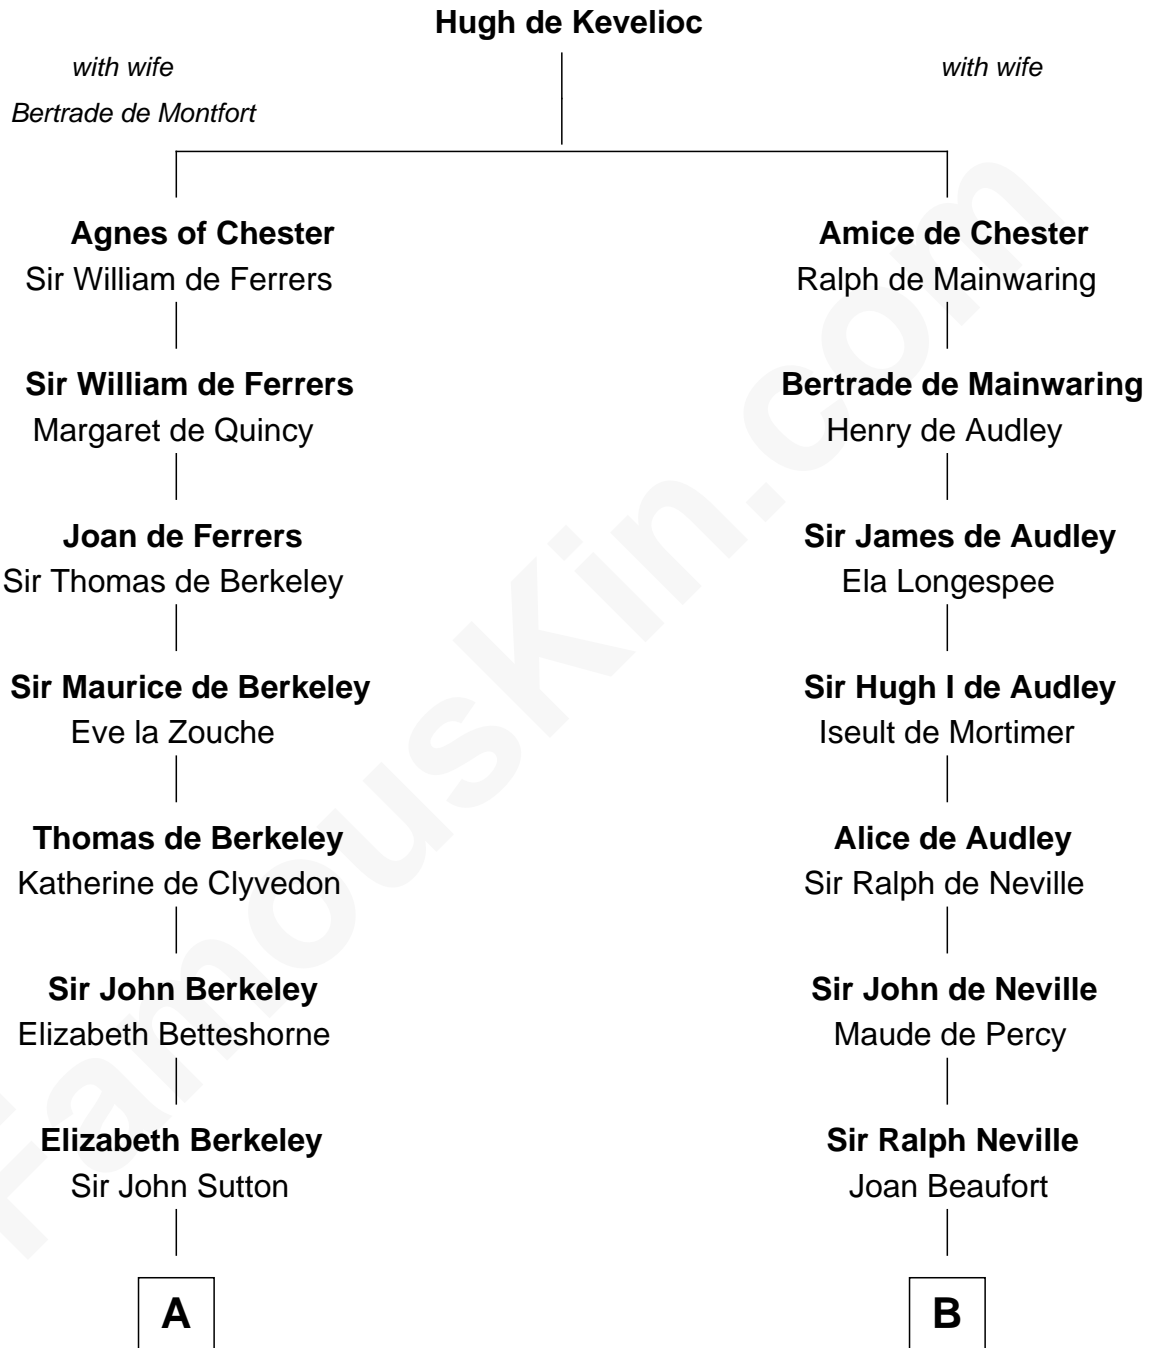 Hugh de Kevelioc
with wife
with wife
Bertrade de Montfort
Agnes of Chester
Sir William de Ferrers
Amice de Chester
Ralph de Mainwaring
Sir William de Ferrers
Margaret de Quincy
Bertrade de Mainwaring
Henry de Audley
Joan de Ferrers
Sir Thomas de Berkeley
Sir James de Audley
Ela Longespee
Sir Maurice de Berkeley
Eve la Zouche
Sir Hugh I de Audley
Iseult de Mortimer
Thomas de Berkeley
Katherine de Clyvedon
Alice de Audley
Sir Ralph de Neville
Sir John Berkeley
Elizabeth Betteshorne
Sir John de Neville
Maude de Percy
Elizabeth Berkeley
Sir John Sutton
Sir Ralph Neville
Joan Beaufort
A
B
FamousKin.com